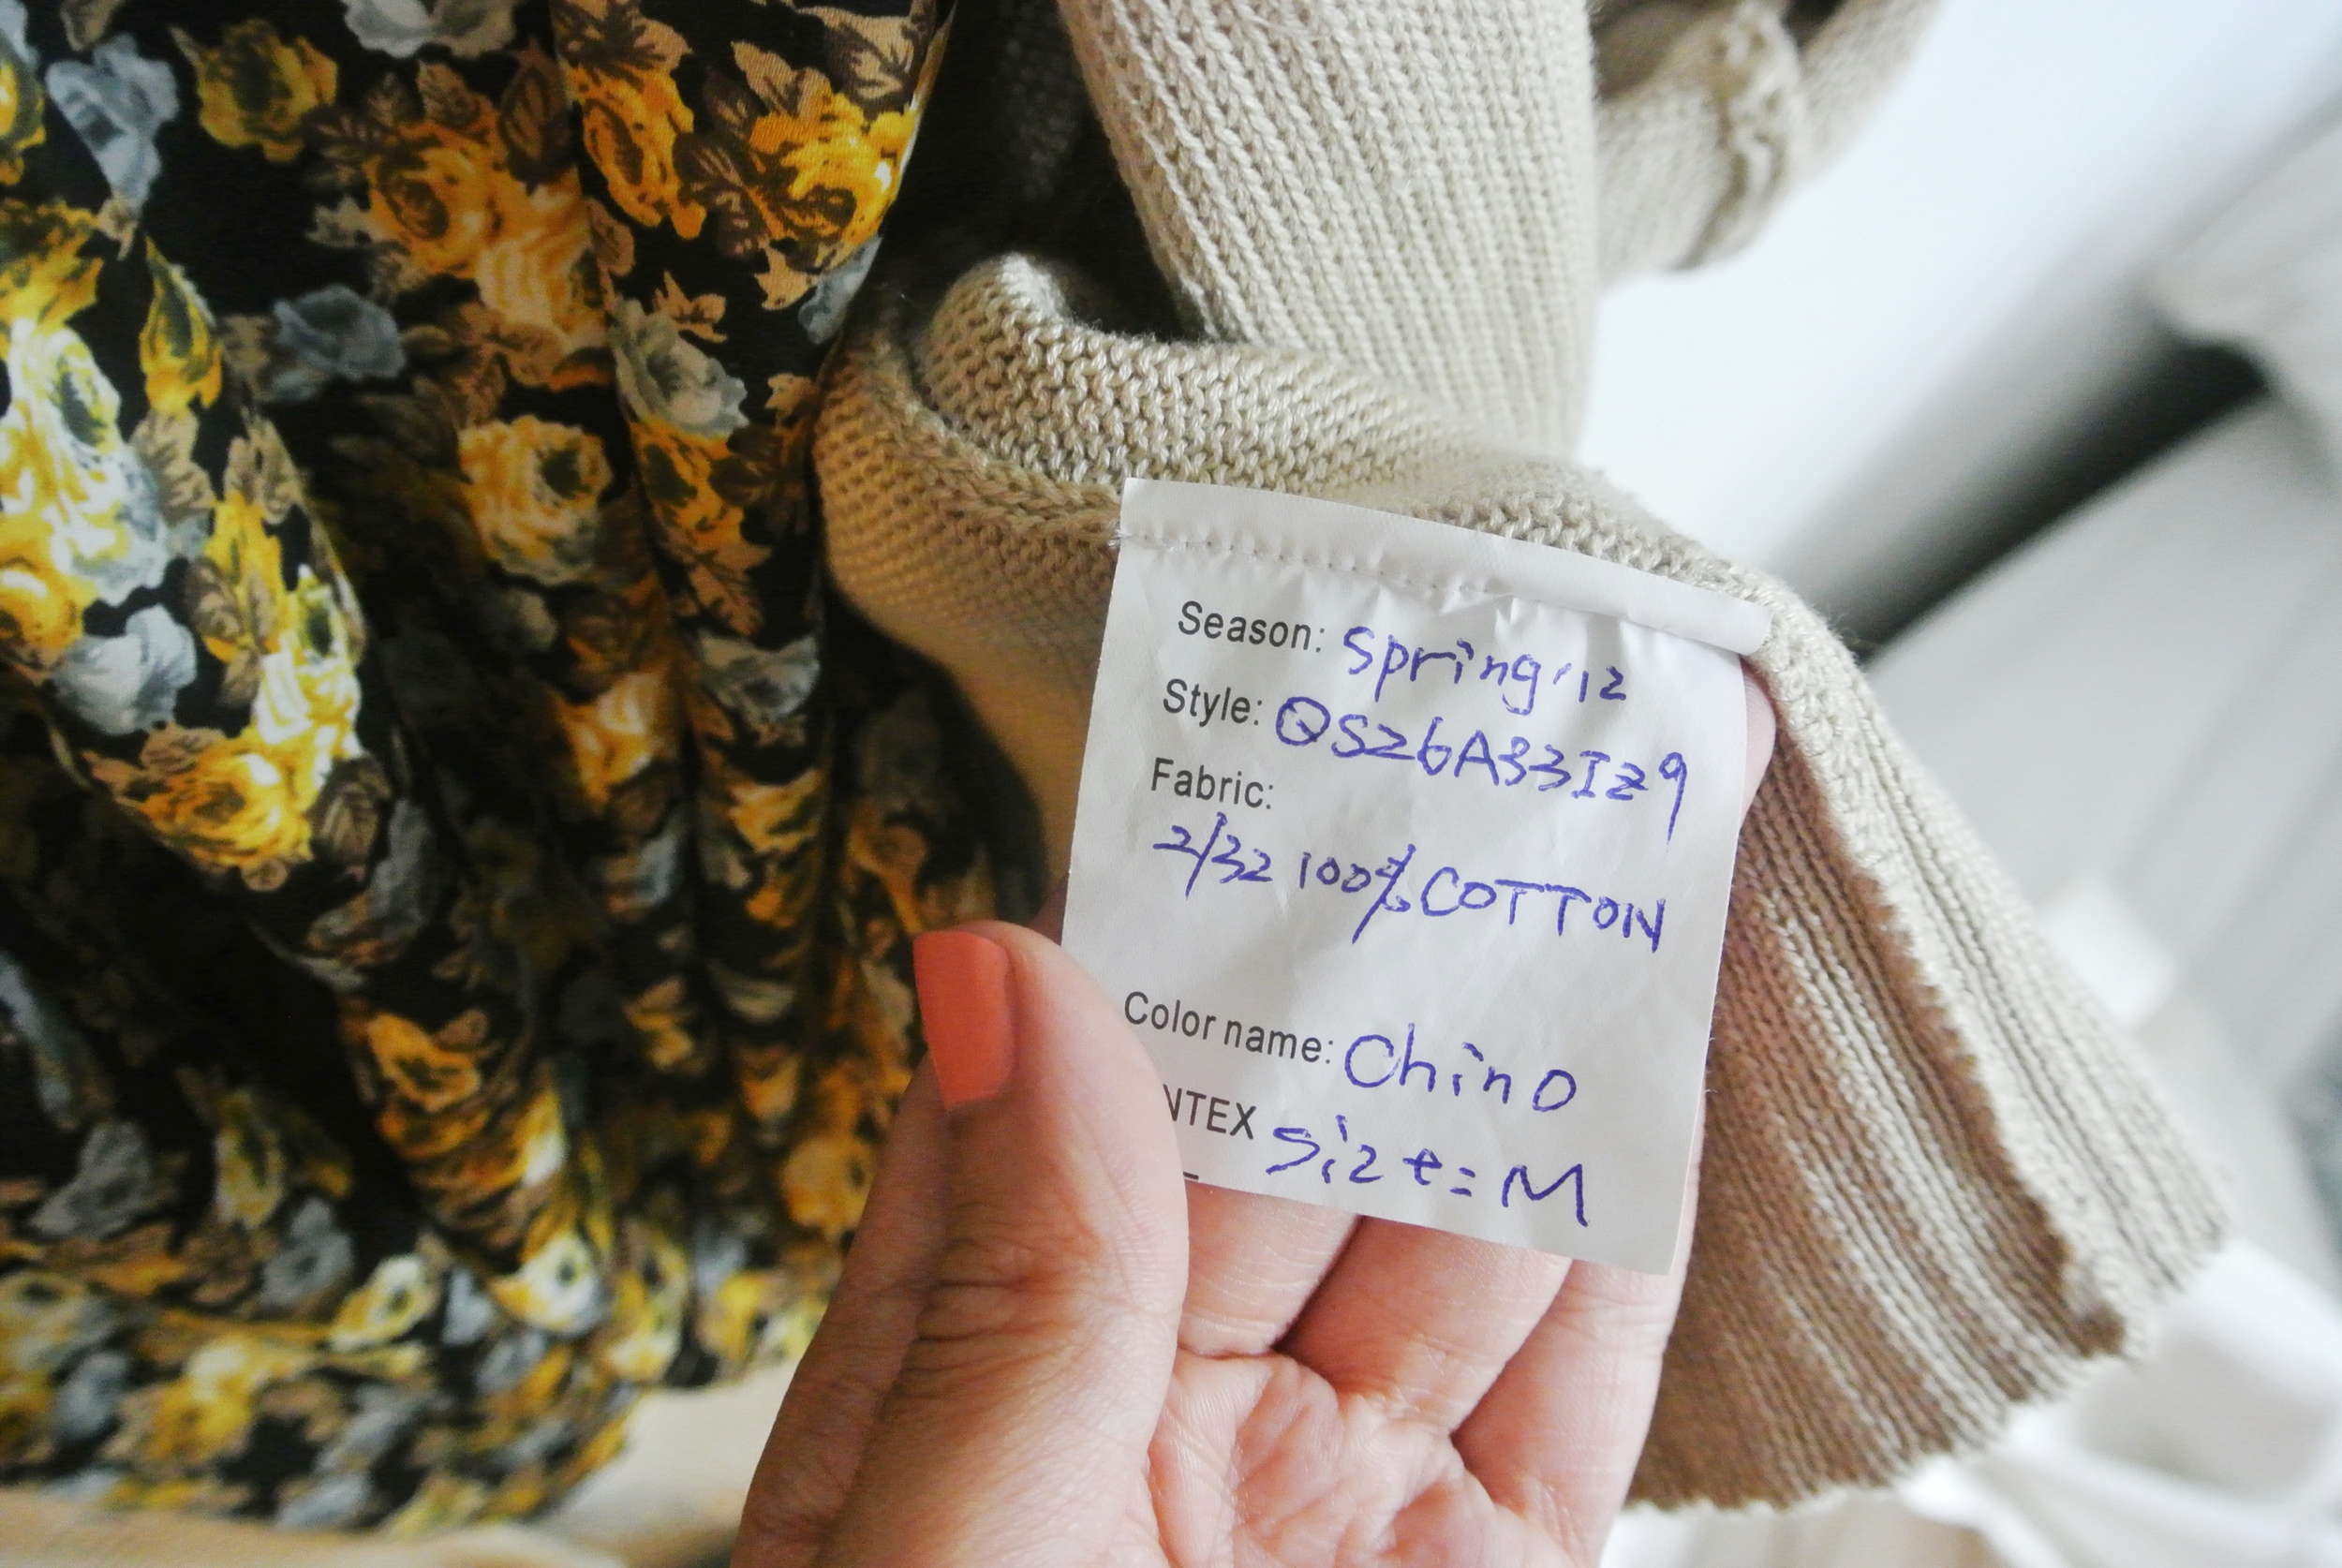 Season: Spring '12
Style: QS26A33IZ9
Fabric:
2/32 100% COTTON
Color name: Chino
NTEX Size: M